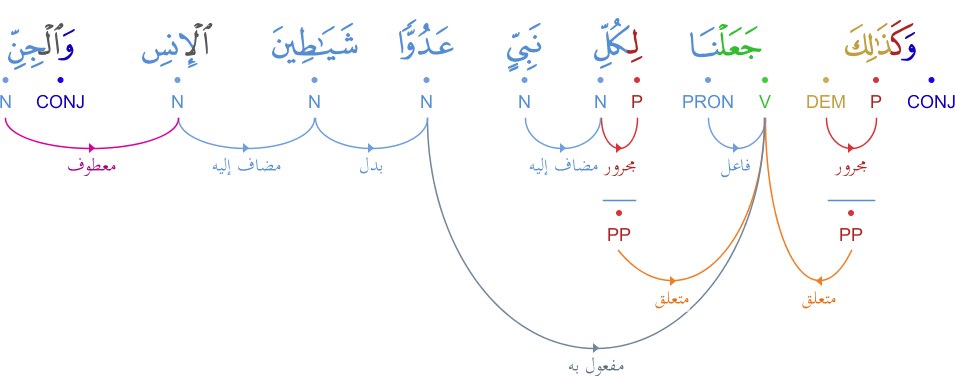 وَكَذَٰلِكَ جَعَلْنَا لِكُلِّ نَبِيٍّ عَدُوًّا شَيَـٰطِينَ ٱلْإِنسِ وَٱلْجِنِّ
CONJ P DEM V PRON P N N N N N CONJ N
مجرور فاعل مجرور مضاف إليه بدل مضاف إليه معطوف
PP PP
متعلق متعلق
مفعول به